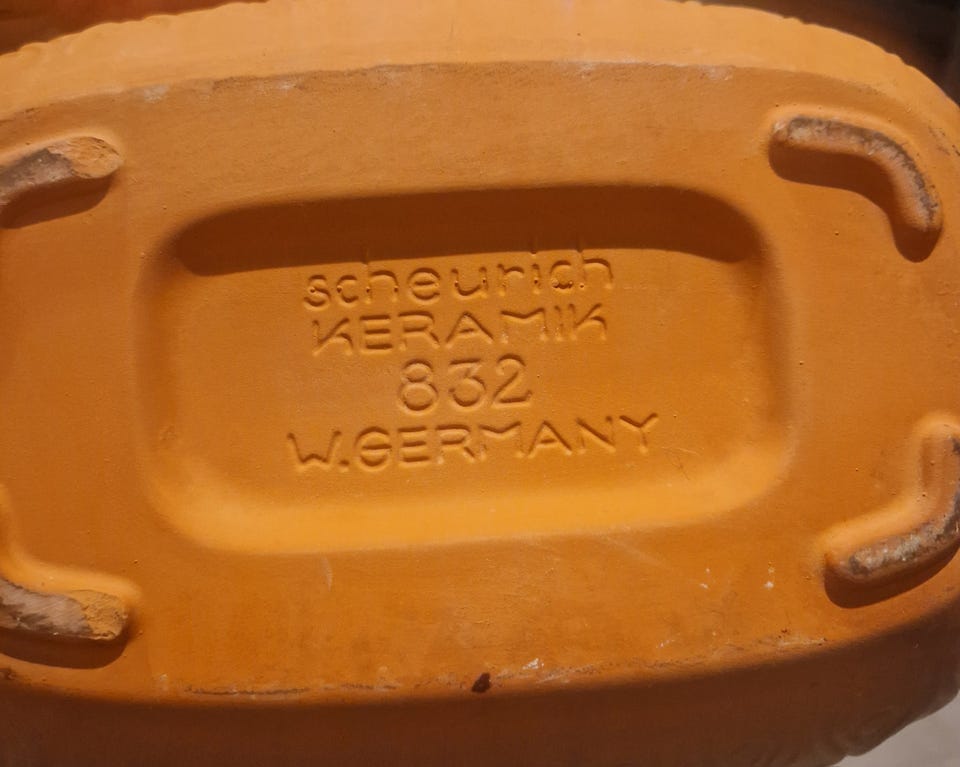 scheurich
KERAMIK
832
W.GERMANY